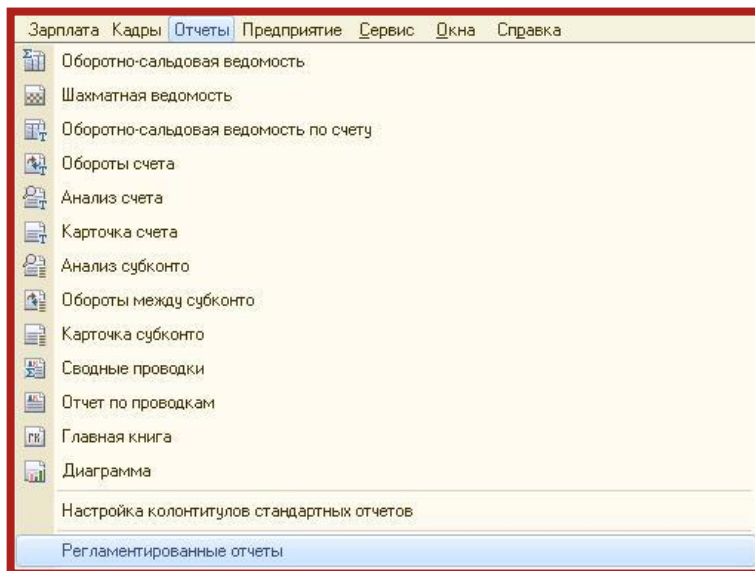 Зарплата Кадры Отчеты Предприятие Сервис Окна Справка
Оборотно-сальдовая ведомость
Шахматная ведомость
Оборотно-сальдовая ведомость по счету
Обороты счета
Анализ счета
Карточка счета
Анализ субконто
Обороты между субконто
Карточка субконто
Сводные проводки
Отчет по проводкам
Главная книга
Диаграмма
Настройка колонтитулов стандартных отчетов
Регламентированные отчеты